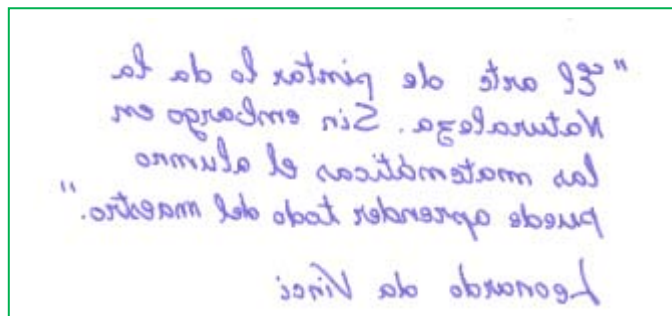 "El arte de pintar lo da la
Naturaleza. Sin embargo en
las matemáticas el alumno
puede aprender todo del maestro."
Leonardo da Vinci